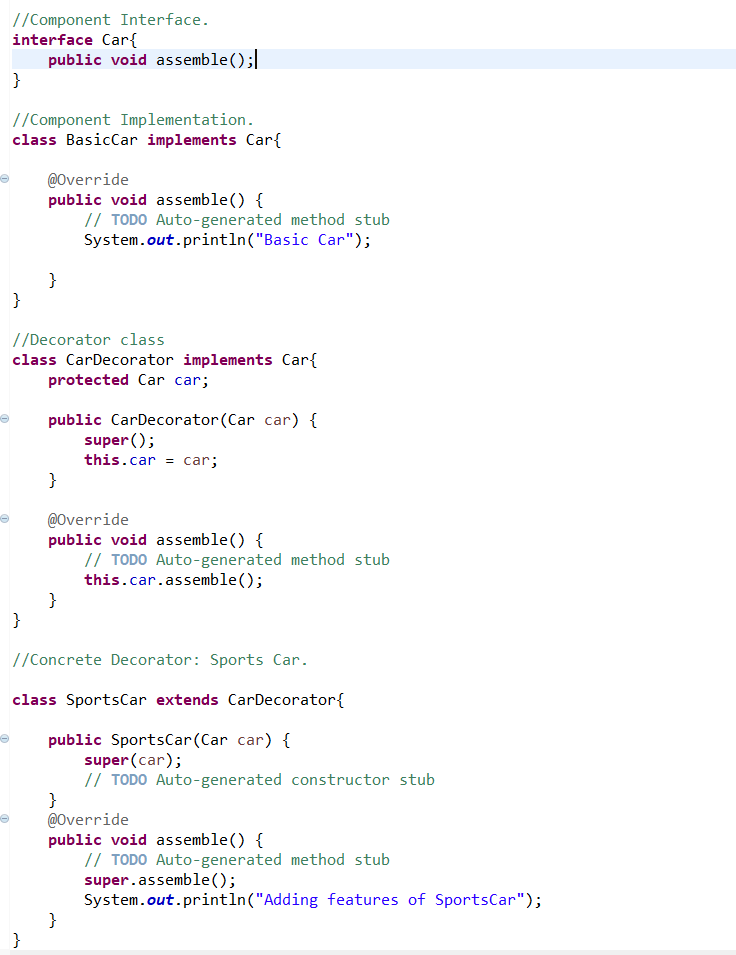 //Component Interface.
interface Car{
    public void assemble();
}

//Component Implementation.
class BasicCar implements Car{

    @Override
    public void assemble() {
        // TODO Auto-generated method stub
        System.out.println("Basic Car");

    }
}

//Decorator class
class CarDecorator implements Car{
    protected Car car;

    public CarDecorator(Car car) {
        super();
        this.car = car;
    }

    @Override
    public void assemble() {
        // TODO Auto-generated method stub
        this.car.assemble();
    }
}

//Concrete Decorator: Sports Car.

class SportsCar extends CarDecorator{

    public SportsCar(Car car) {
        super(car);
        // TODO Auto-generated constructor stub
    }
    @Override
    public void assemble() {
        // TODO Auto-generated method stub
        super.assemble();
        System.out.println("Adding features of SportsCar");
    }
}